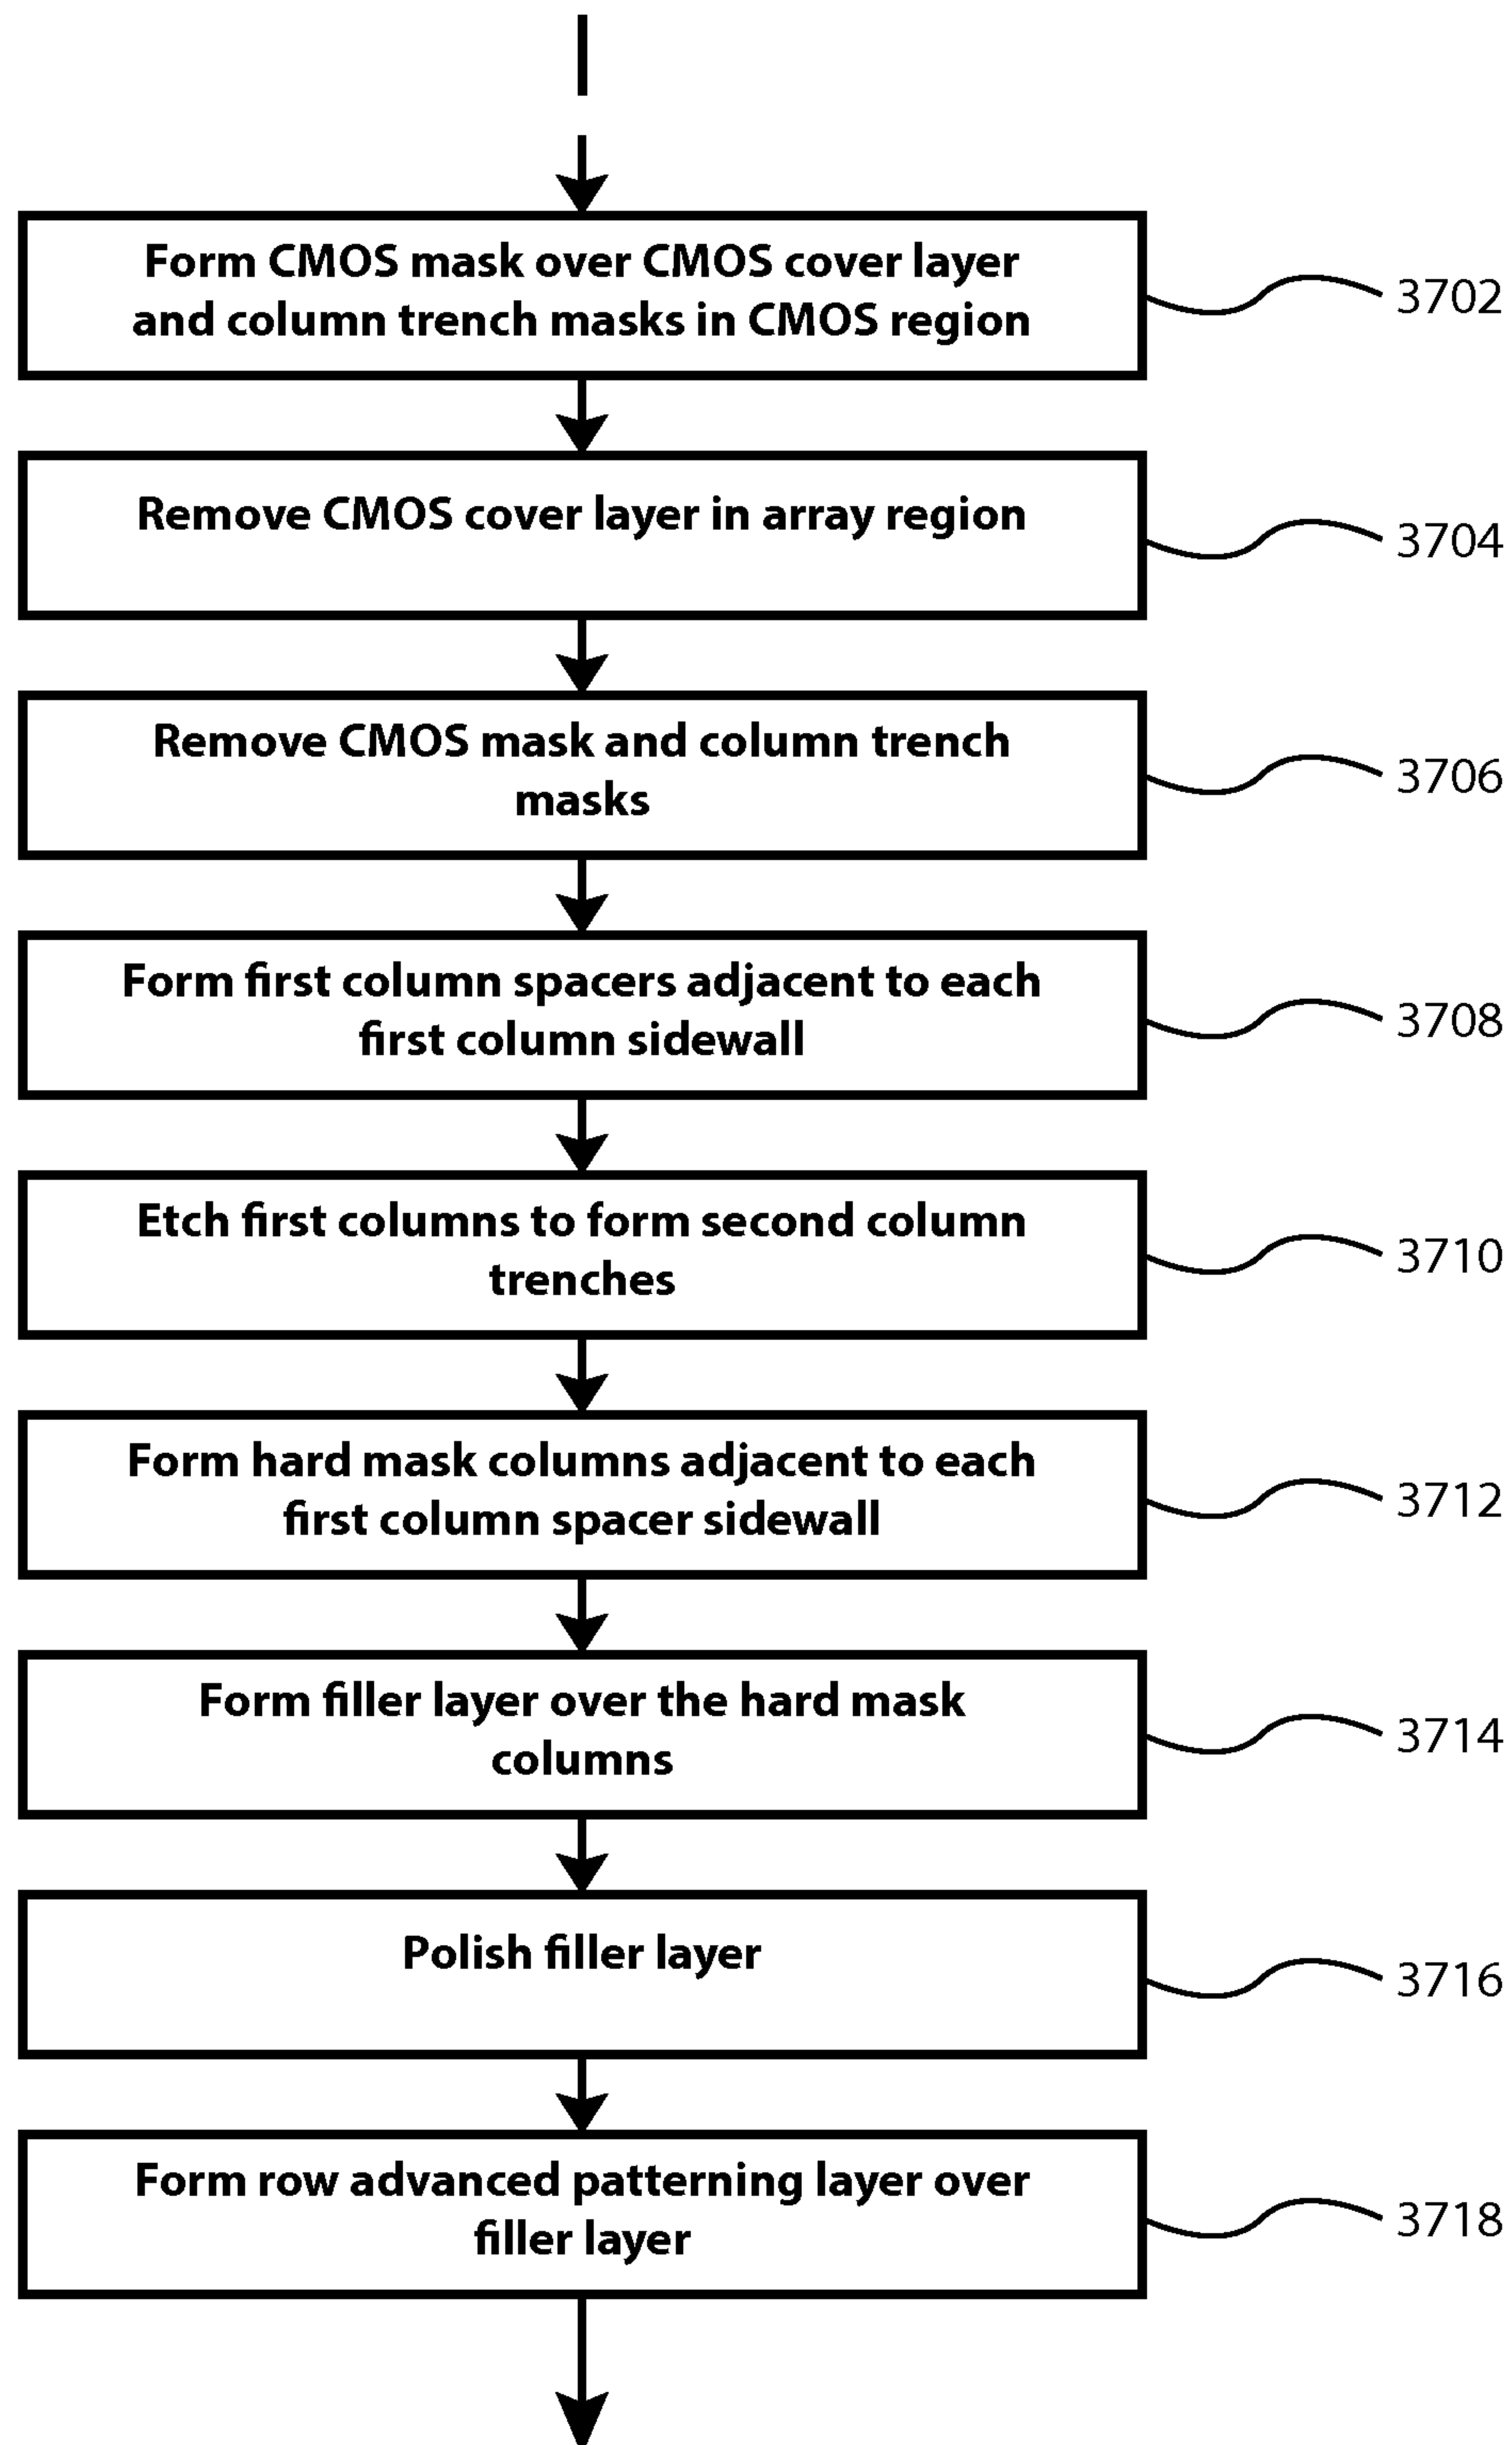 Form CMOS mask over CMOS cover layer
and column trench masks in CMOS region
3702
Remove CMOS cover layer in array region
3704
Remove CMOS mask and column trench
masks
3706
Form first column spacers adjacent to each
first column sidewall
3708
Etch first columns to form second column
trenches
3710
Form hard mask columns adjacent to each
first column spacer sidewall
3712
Form filler layer over the hard mask
columns
3714
Polish filler layer
3716
Form row advanced patterning layer over
filler layer
3718